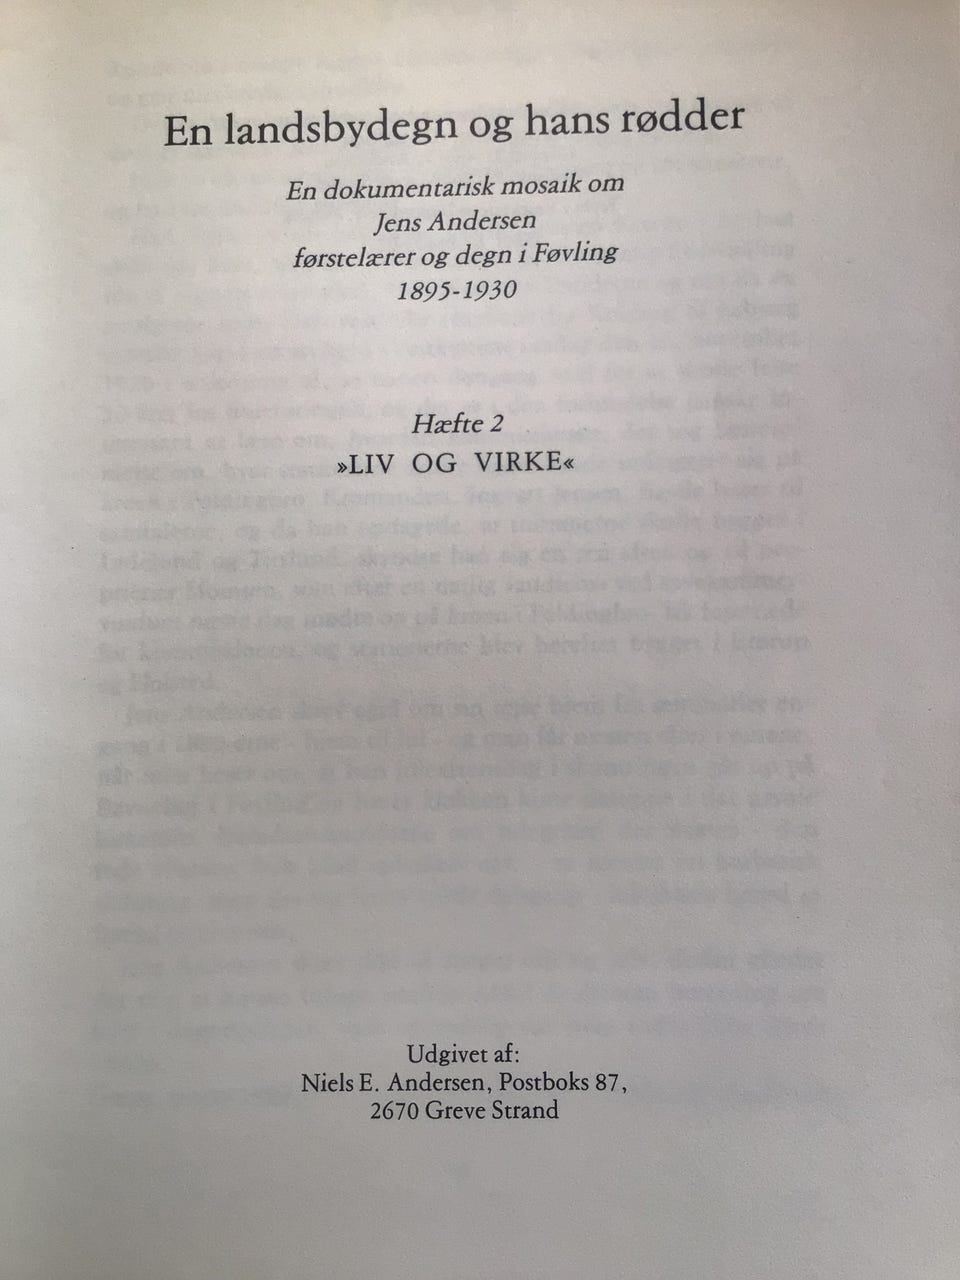 En landsbydegn og hans rødder
En dokumentarisk mosaik om
Jens Andersen
førstelærer og degn i Føvling
1895-1930
Hæfte 2
»LIV OG VIRKE«
Udgivet af:
Niels E. Andersen, Postboks 87,
2670 Greve Strand